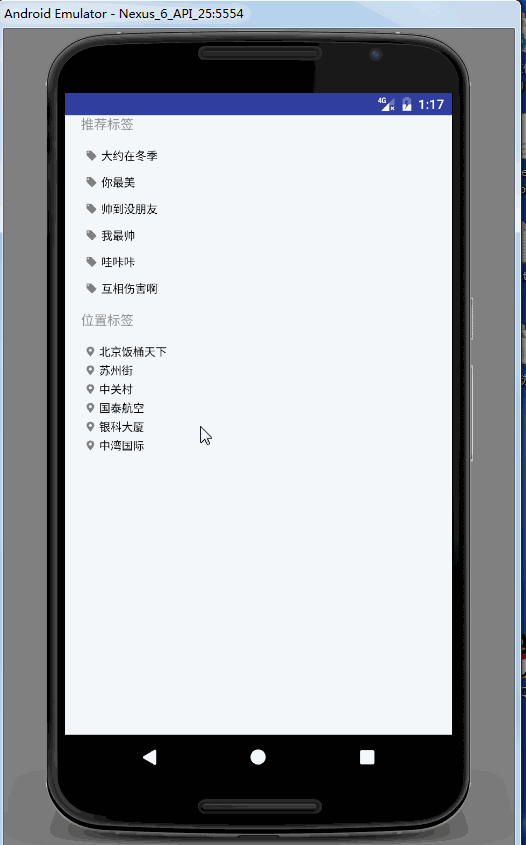 Android Emulator - Nexus_6_API_25:5554
4G 1:17
推荐标签
大约在冬季
你最美
帅到没朋友
我最帅
哇咔咔
互相伤害啊
位置标签
北京饭桶天下
苏州街
中关村
国泰航空
银科大厦
中湾国际